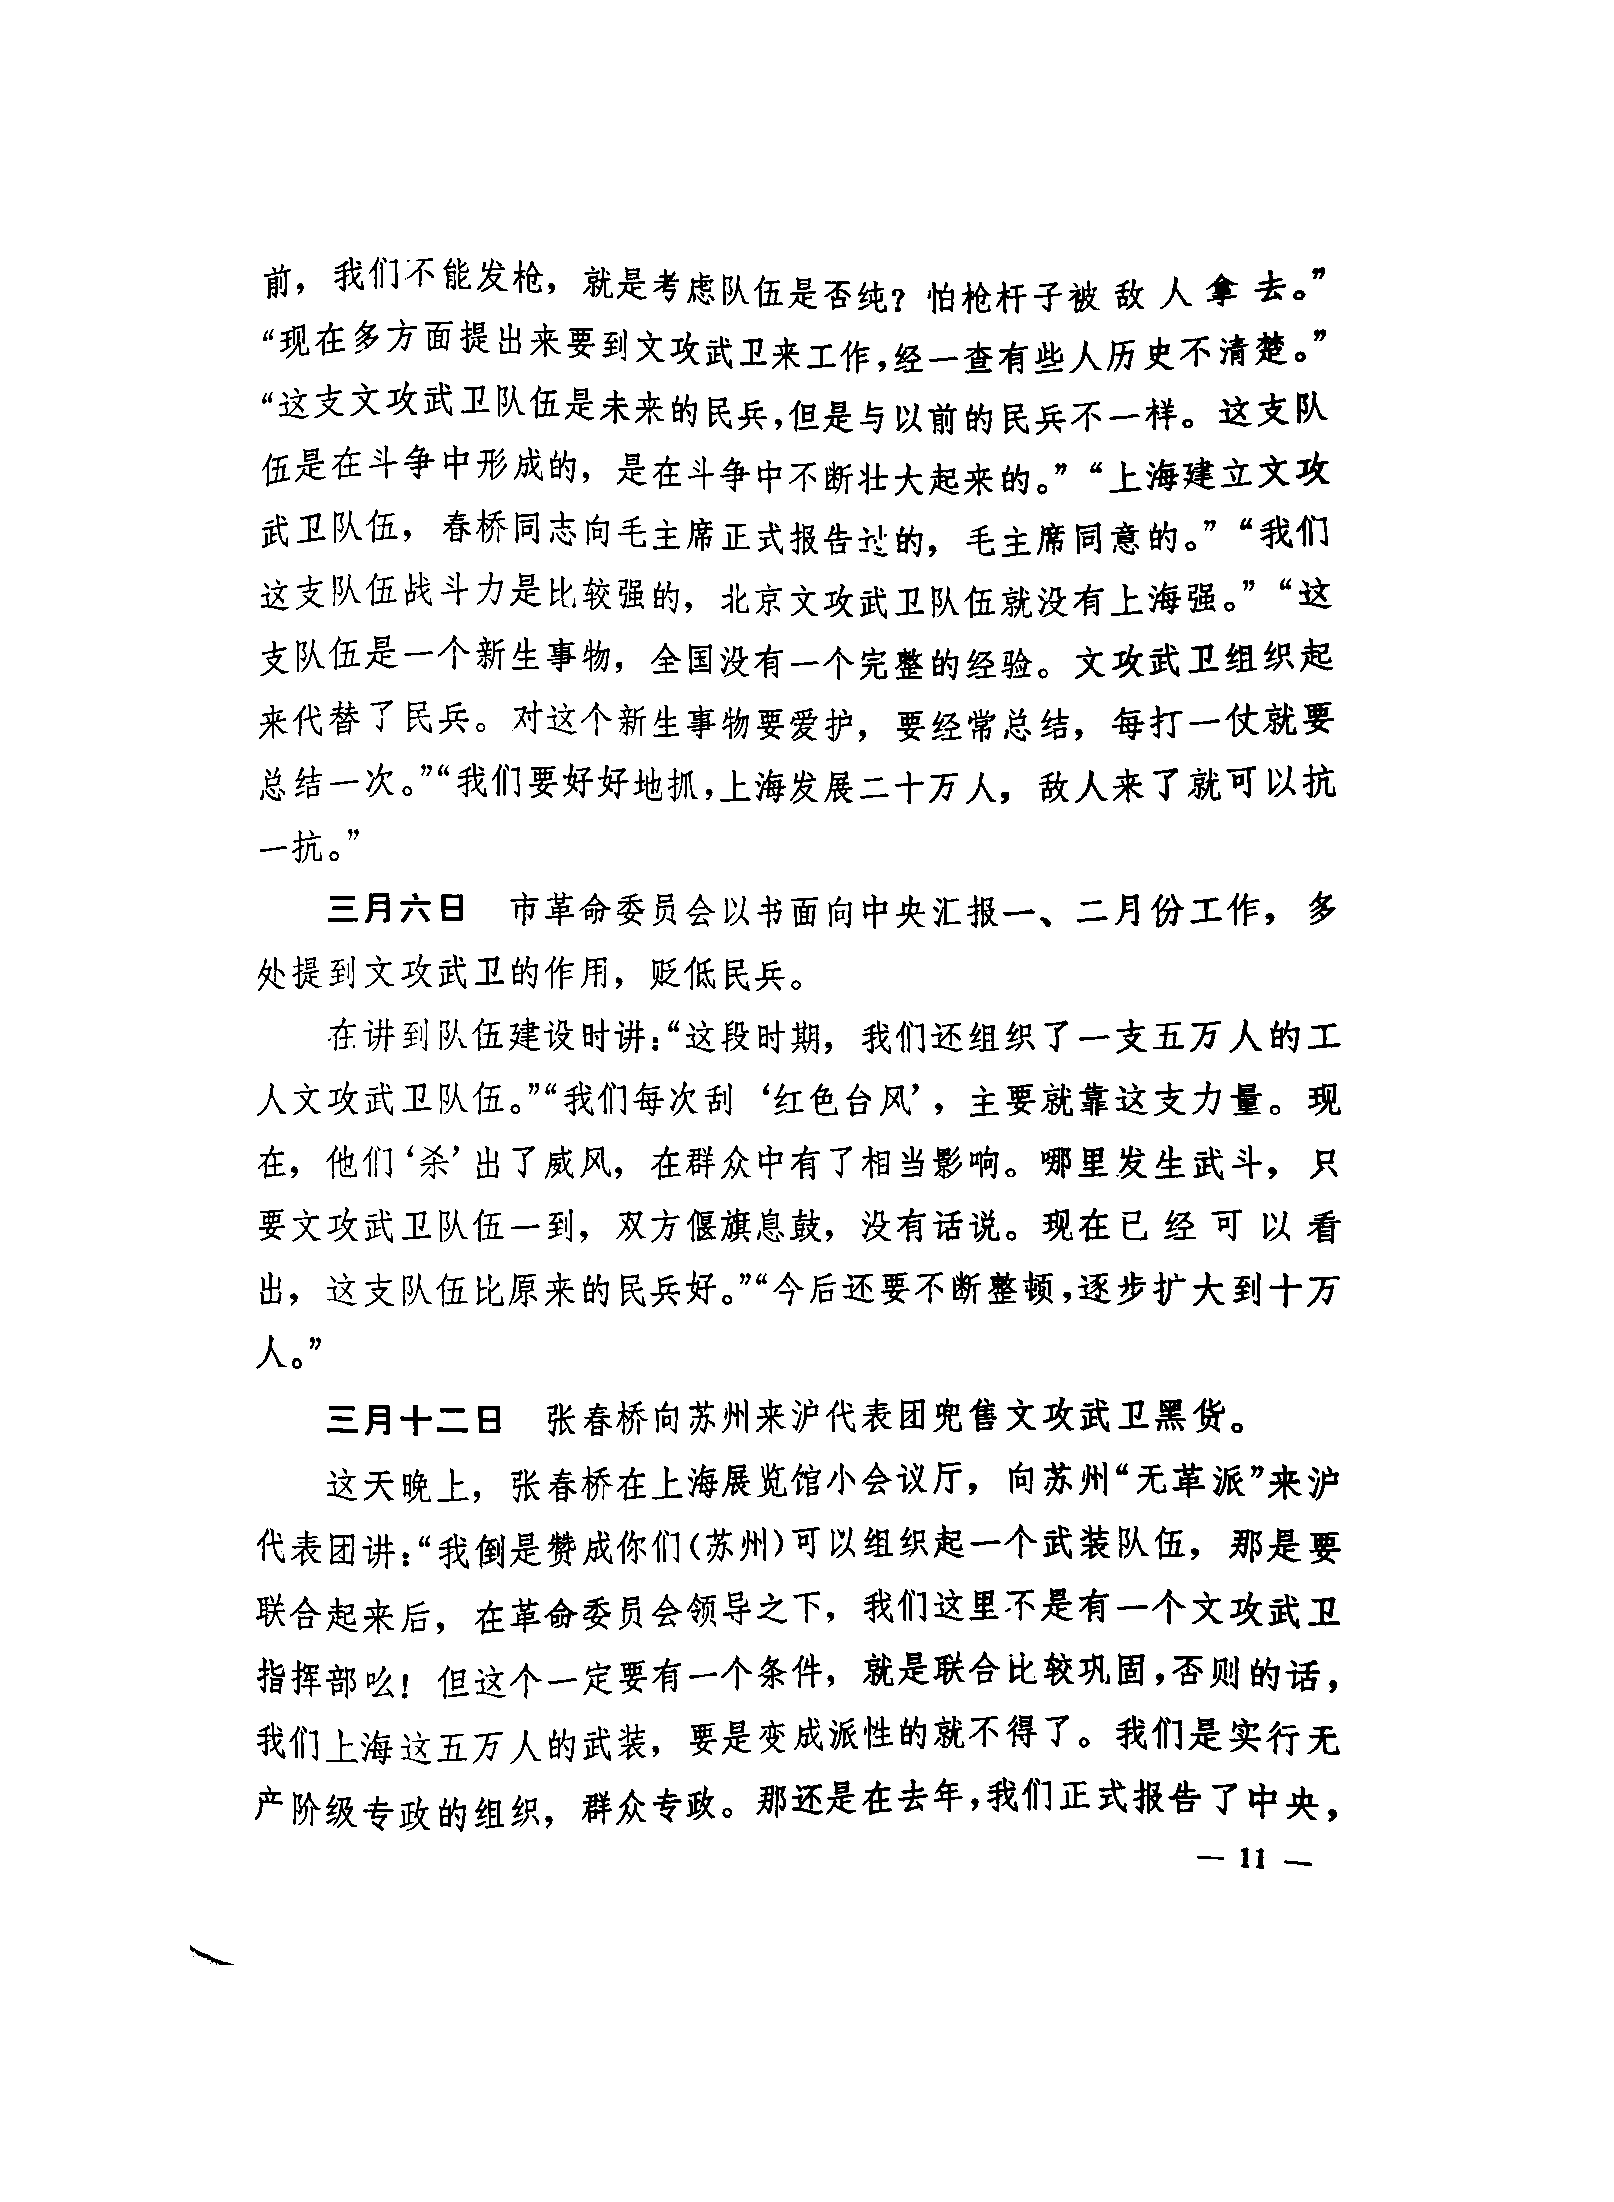 前，我们不能发枪，就是考虑队伍是否纯？怕枪杆子被敌人拿去。”
“现在多方面提出来要到文攻武卫来工作，经一查有些人历史不清楚。”
“这支文攻武卫队伍是未来的民兵，但是与以前的民兵不一样。这支队
伍是在斗争中形成的，是在斗争中不断壮大起来的。”“上海建立文攻
武卫队伍，春桥同志向毛主席正式报告过的，毛主席同意的。”“我们
这支队伍战斗力是比较强的，北京文攻武卫队伍就没有上海强。”“这
支队伍是一个新生事物，全国没有一个完整的经验。文攻武卫组织起
来代替了民兵。对这个新生事物要爱护，要经常总结，每打一仗就要
总结一次。”“我们要好好地抓，上海发展二十万人，敌人来了就可以抗
一抗。”
三月六日　市革命委员会以书面向中央汇报一、二月份工作，多
处提到文攻武卫的作用，贬低民兵。
在讲到队伍建设时讲：“这段时期，我们还组织了一支五万人的工
人文攻武卫队伍。”“我们每次刮‘红色台风’，主要就靠这支力量。现
在，他们‘杀’出了威风，在群众中有了相当影响。哪里发生武斗，只
要文攻武卫队伍一到，双方偃旗息鼓，没有话说。现在已经可以看
出，这支队伍比原来的民兵好。”“今后还要不断整顿，逐步扩大到十万
人。”
三月十二日　张春桥向苏州来沪代表团兜售文攻武卫黑货。
这天晚上，张春桥在上海展览馆小会议厅，向苏州“无革派”来沪
代表团讲：“我倒是赞成你们（苏州）可以组织起一个武装队伍，那是要
联合起来后，在革命委员会领导之下，我们这里不是有一个文攻武卫
指挥部吆！但这个一定要有一个条件，就是联合比较巩固，否则的话，
我们上海这五万人的武装，要是变成派性的就不得了。我们是实行无
产阶级专政的组织，群众专政。那还是在去年，我们正式报告了中央，
— 11 —